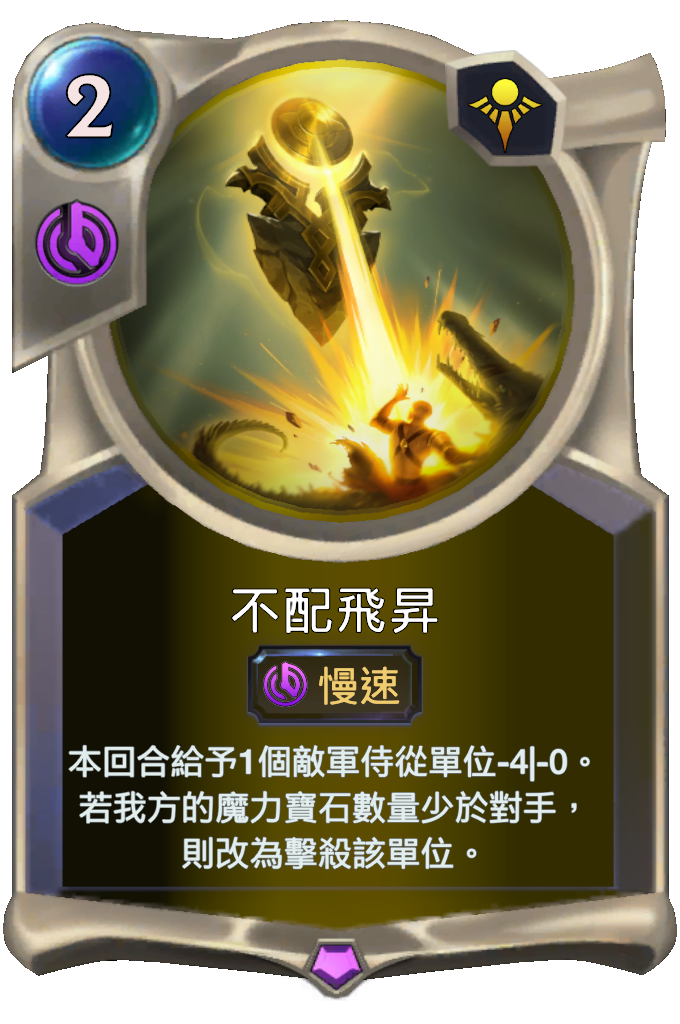 2
不配飛昇
慢速
本回合給予1個敵軍侍從單位-4|-0。
若我方的魔力寶石數量少於對手，
則改為擊殺該單位。